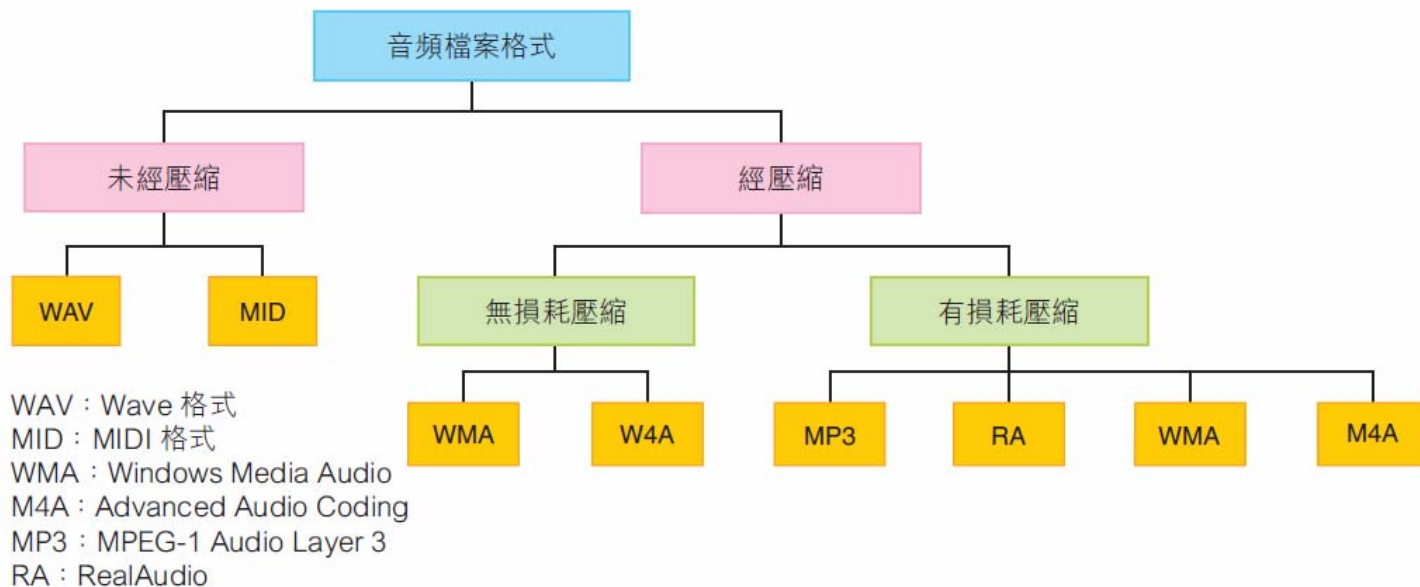 音頻檔案格式
未經壓縮
經壓縮
WAV
MID
無損耗壓縮
有損耗壓縮
WMA
W4A
MP3
RA
WMA
M4A
WAV：Wave 格式
MID：MIDI 格式
WMA：Windows Media Audio
M4A：Advanced Audio Coding
MP3：MPEG-1 Audio Layer 3
RA：RealAudio